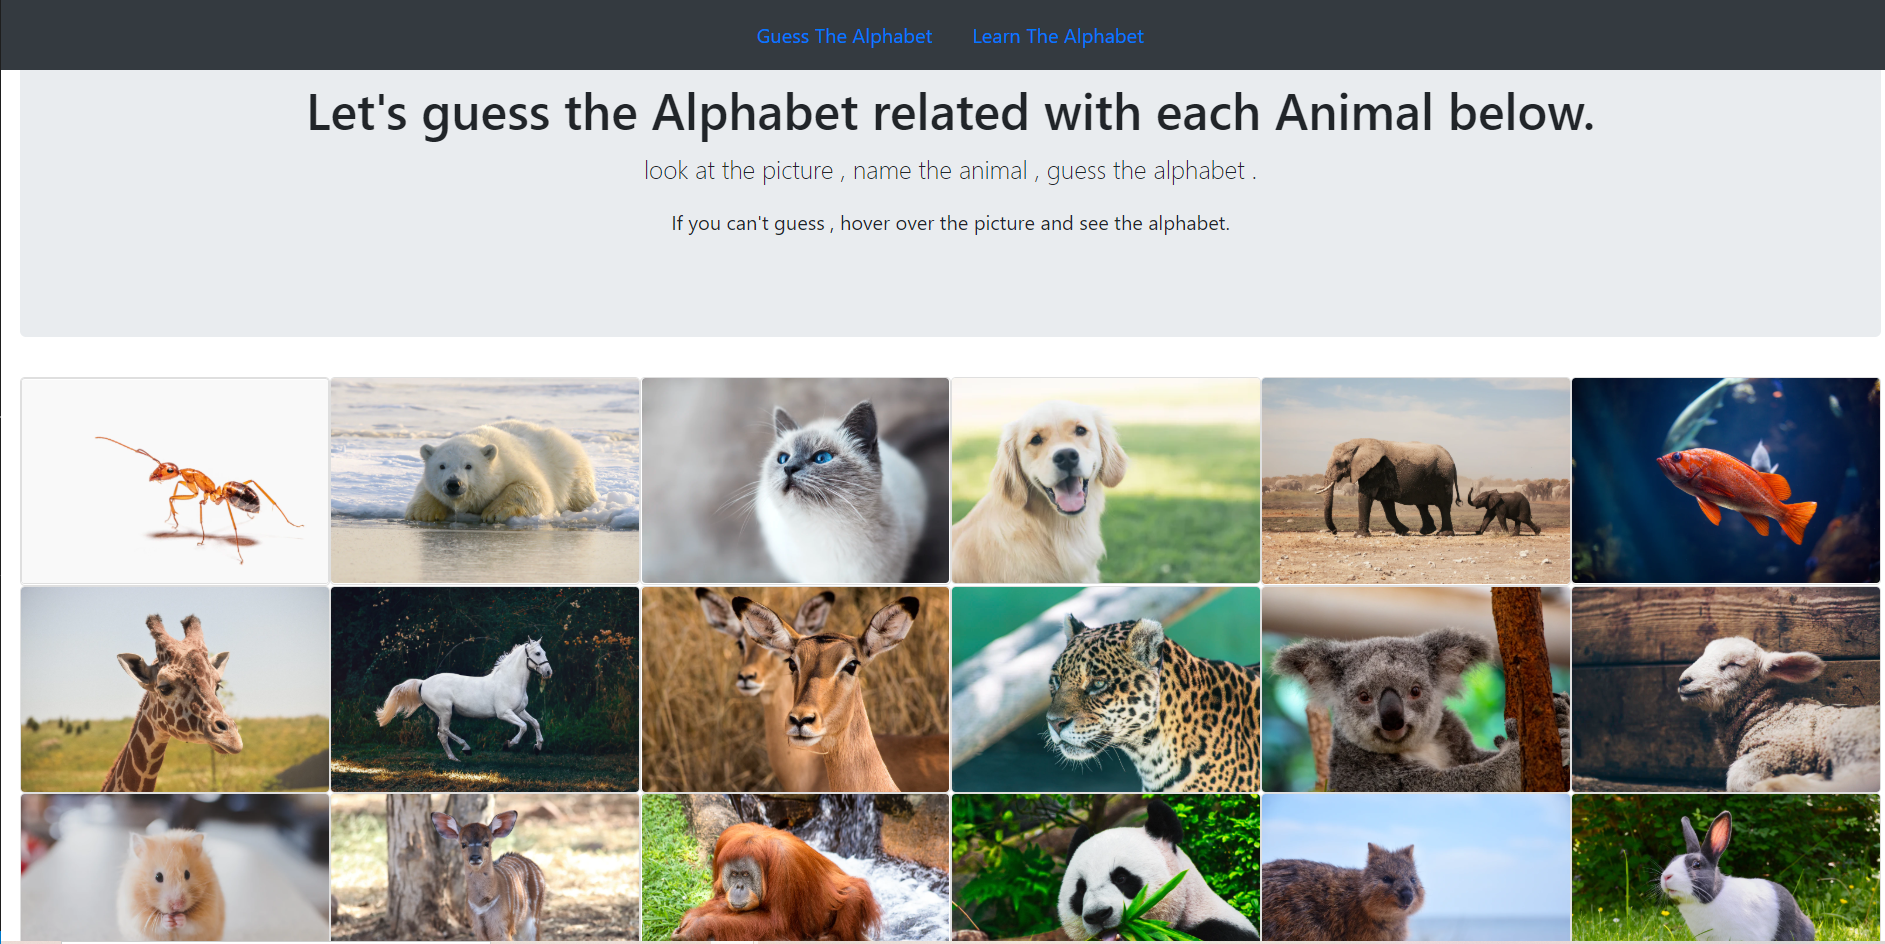 Guess The Alphabet Learn The Alphabet
Let's guess the Alphabet related with each Animal below.
look at the picture , name the animal , guess the alphabet .
If you can't guess , hover over the picture and see the alphabet.